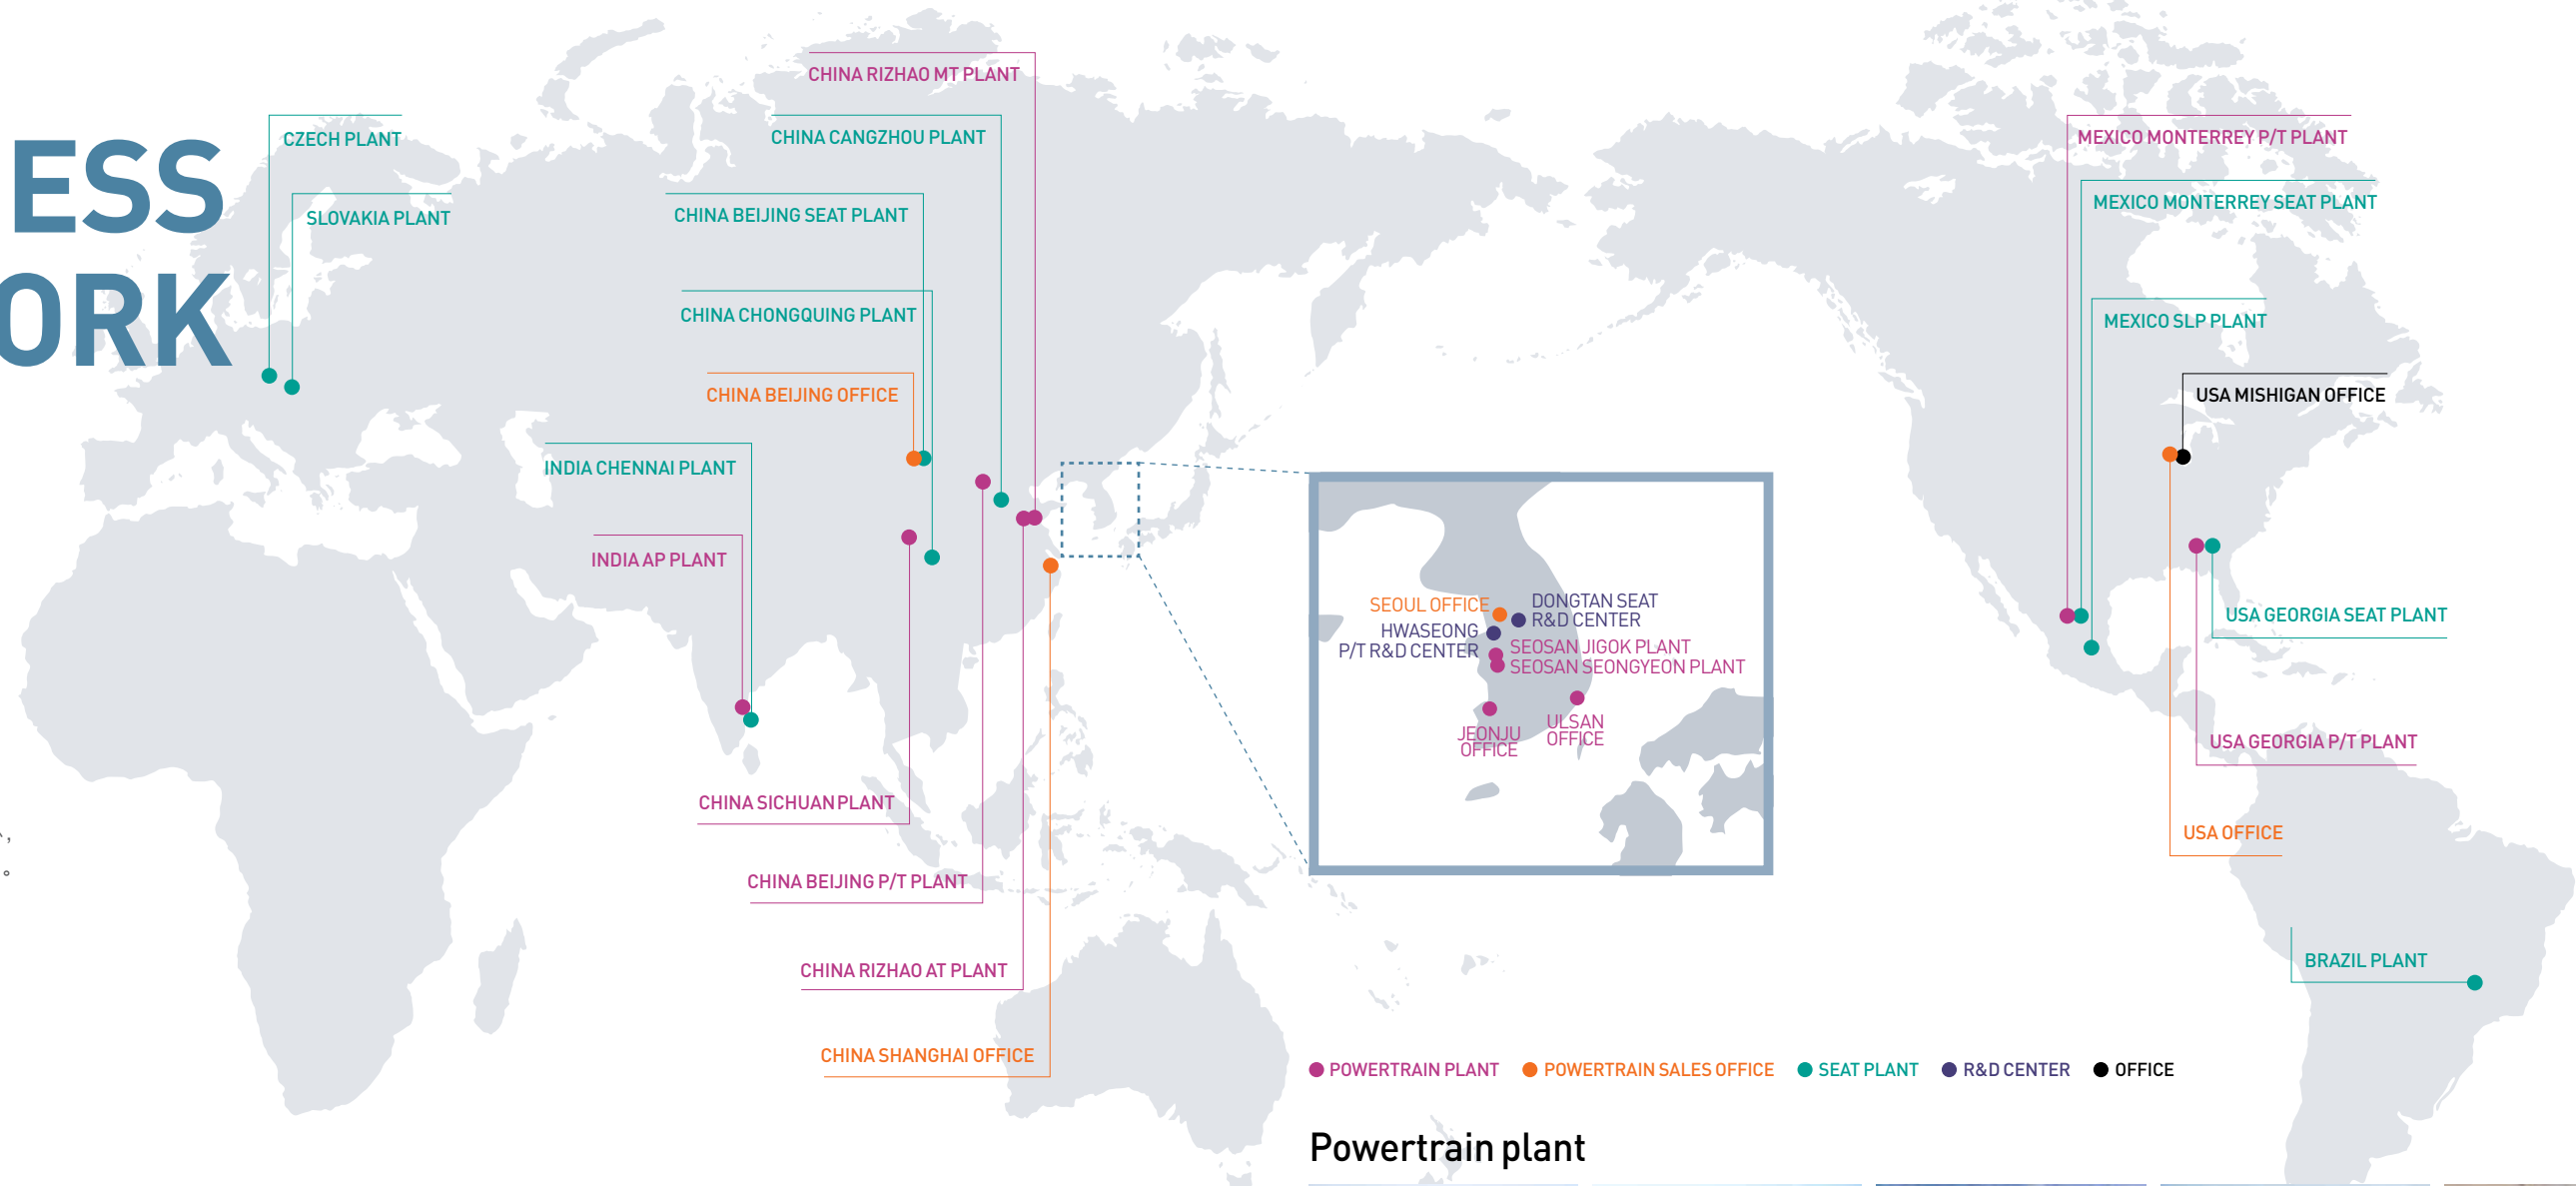 ESS
ORK
CZECH PLANT
SLOVAKIA PLANT
CHINA RIZHAO MT PLANT
CHINA CANGZHOU PLANT
CHINA BEIJING SEAT PLANT
CHINA CHONGQUING PLANT
CHINA BEIJING OFFICE
INDIA CHENNAI PLANT
INDIA AP PLANT
CHINA SICHUAN PLANT
CHINA BEIJING P/T PLANT
CHINA RIZHAO AT PLANT
CHINA SHANGHAI OFFICE
SEOUL OFFICE
DONGTAN SEAT
R&D CENTER
HWASEONG
P/T R&D CENTER
SEOSAN JIGOK PLANT
SEOSAN SEONGYEON PLANT
JEONJU
OFFICE
ULSAN
OFFICE
MEXICO MONTERREY P/T PLANT
MEXICO MONTERREY SEAT PLANT
MEXICO SLP PLANT
USA MISHIGAN OFFICE
USA GEORGIA SEAT PLANT
USA GEORGIA P/T PLANT
USA OFFICE
BRAZIL PLANT
POWERTRAIN PLANT
POWERTRAIN SALES OFFICE
SEAT PLANT
R&D CENTER
OFFICE
Powertrain plant